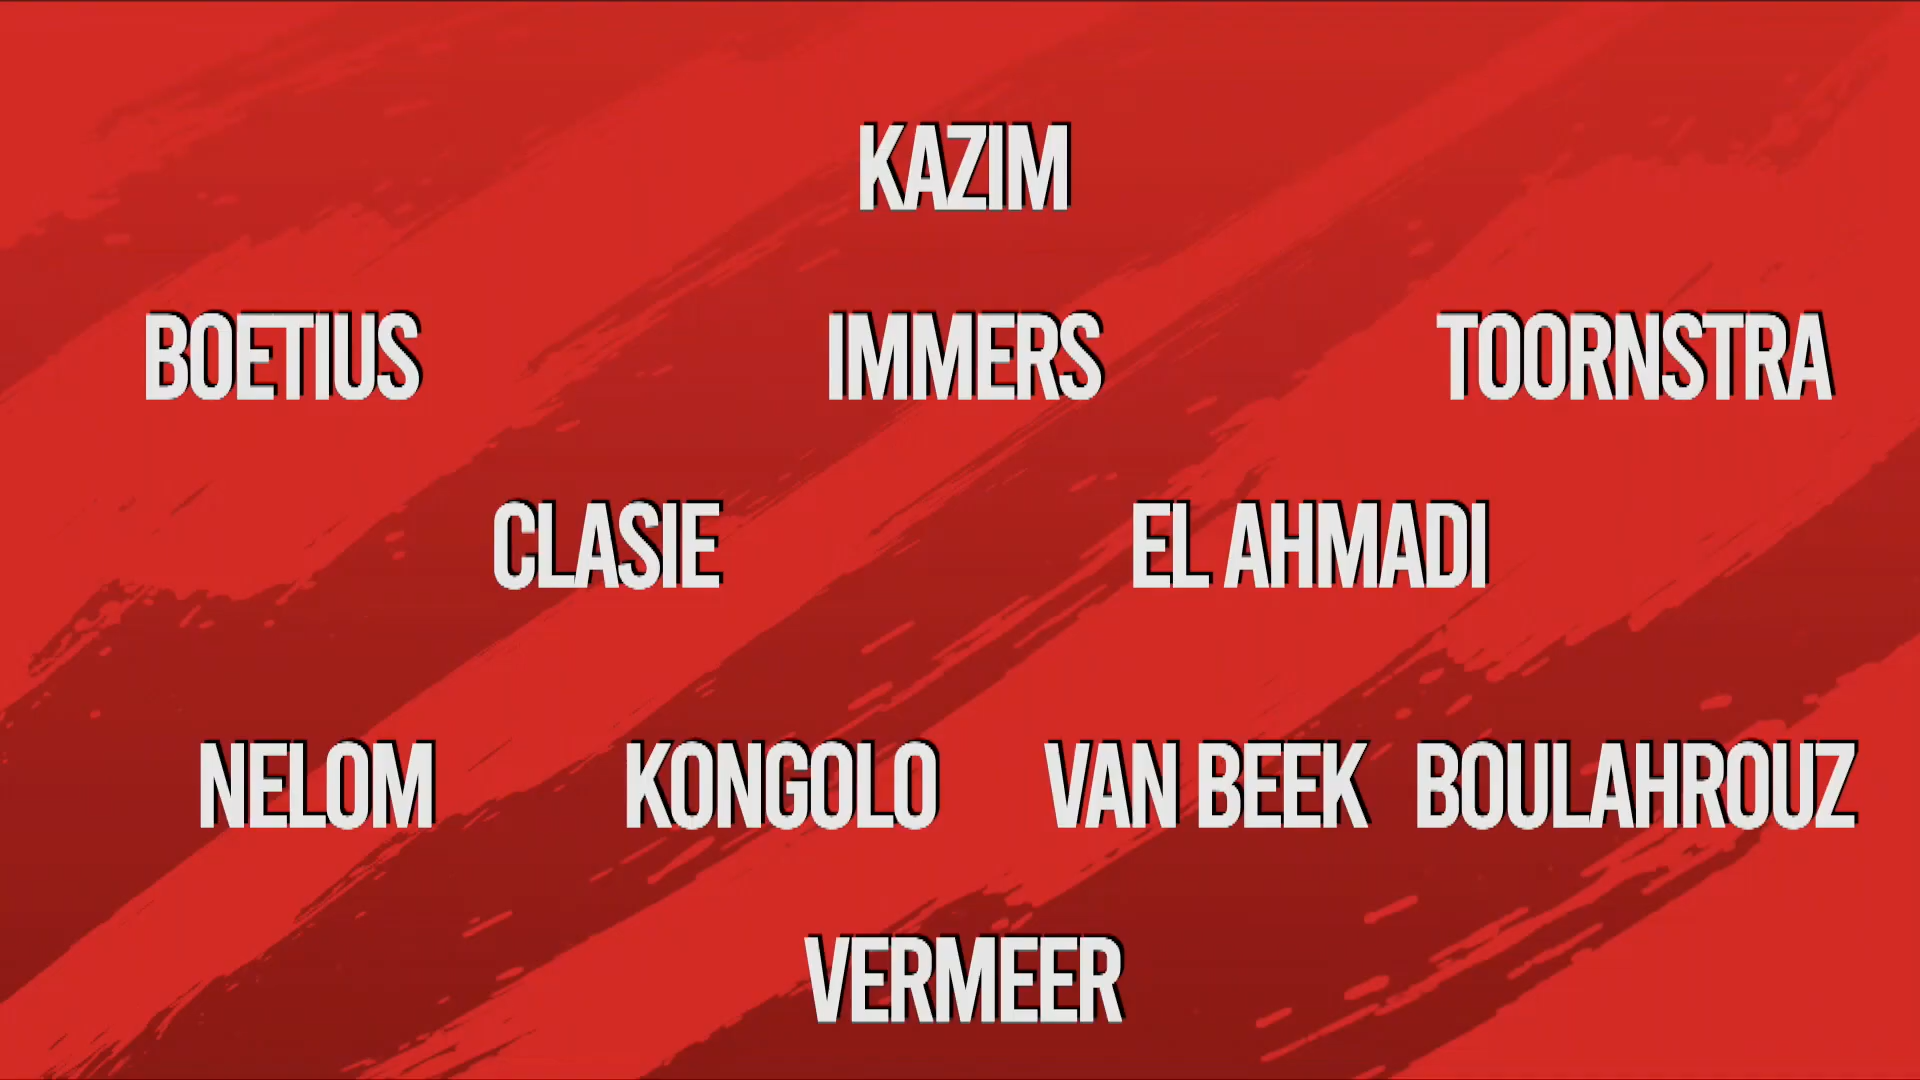 KAZIM
BOETIUS IMMERS TOORNSTRA
CLASIE EL AHMADI
NELOM KONGOLO VAN BEEK BOULAHROUZ
VERMEER